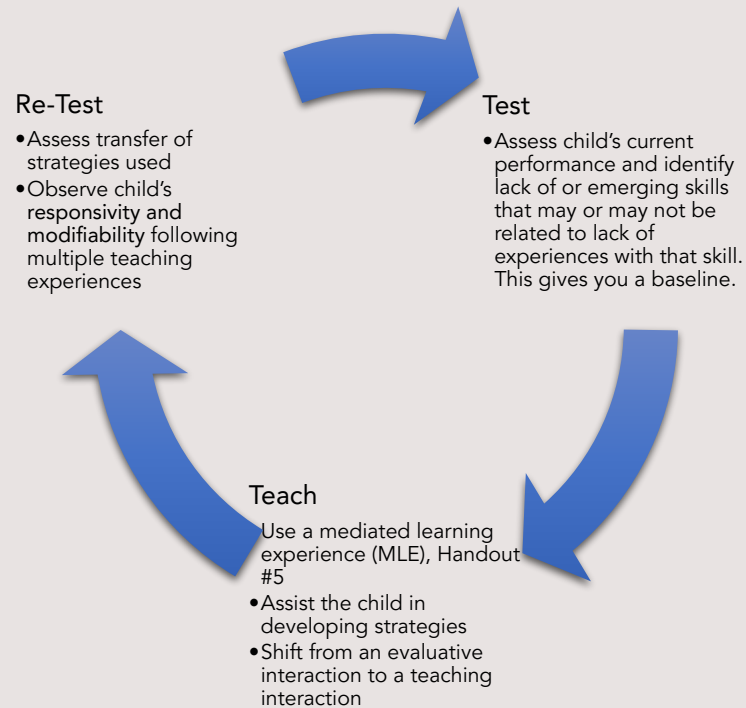 Re-Test
•Assess transfer of
strategies used
•Observe child's
responsivity and
modifiability following
multiple teaching
experiences
Test
•Assess child's current
performance and identify
lack of or emerging skills
that may or may not be
related to lack of
experiences with that skill.
This gives you a baseline.
Teach
Use a mediated learning
experience (MLE), Handout
#5
•Assist the child in
developing strategies
•Shift from an evaluative
interaction to a teaching
interaction